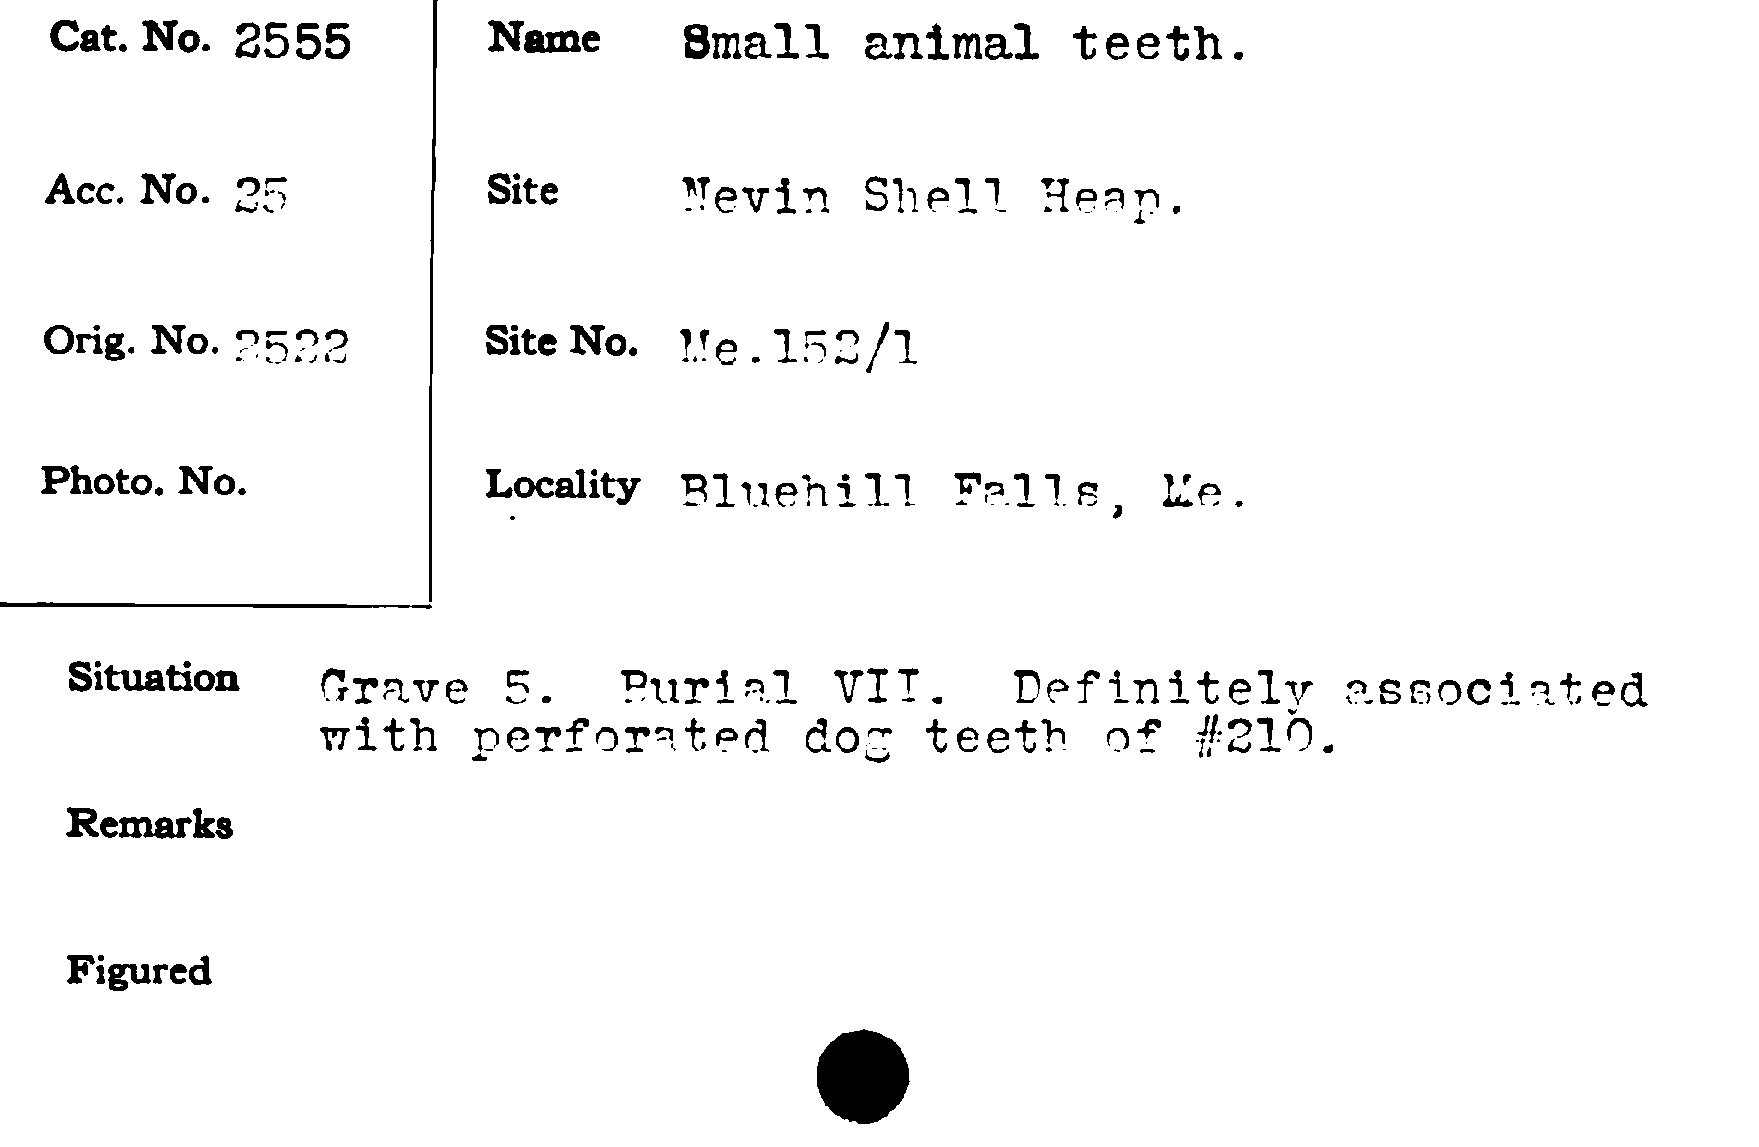 Cat. No. 2555
Name Small animal teeth.
Acc. No. 25
Site Nevin Shell Heap.
Orig. No. 2522
Site No. Me.152/1
Photo. No.
Locality Bluehill Falls, Me.
Situation Grave 5. Burial VII. Definitely associated
with perforated dog teeth of #210.
Remarks
Figured